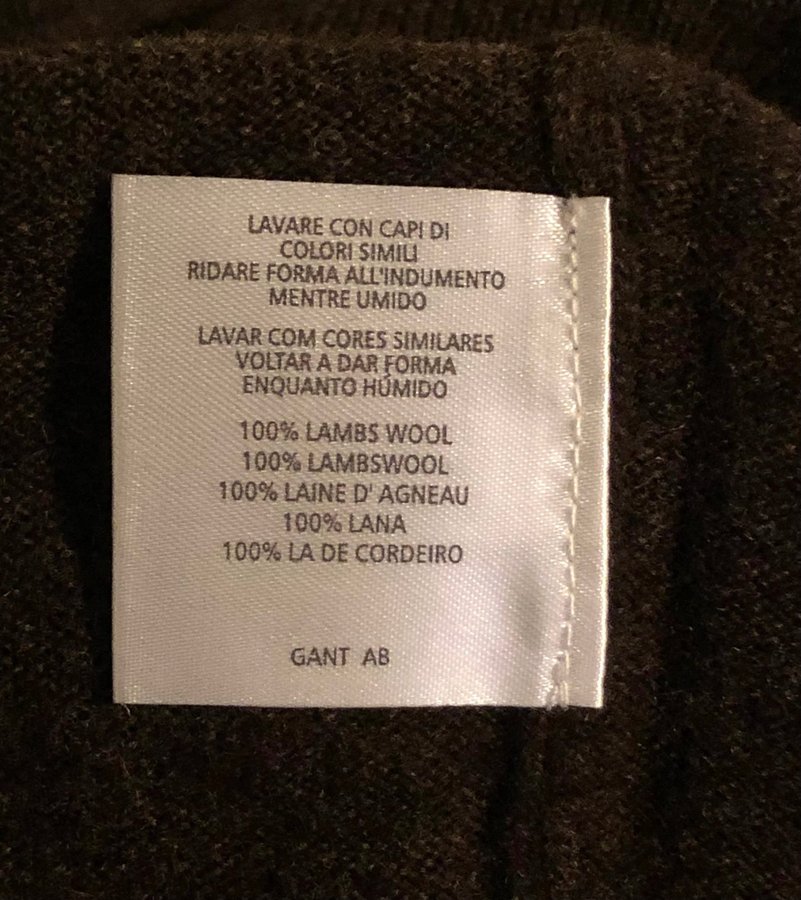 LAVARE CON CAPI DI
COLORI SIMILI
RIDARE FORMA ALL'INDUMENTO
MENTRE UMIDO
LAVAR COM CORES SIMILARES
VOLTAR A DAR FORMA
ENQUANTO HÚMIDO
100% LAMBS WOOL
100% LAMBSWOOL
100% LAINE D' AGNEAU
100% LANA
100% LA DE CORDEIRO
GANT AB